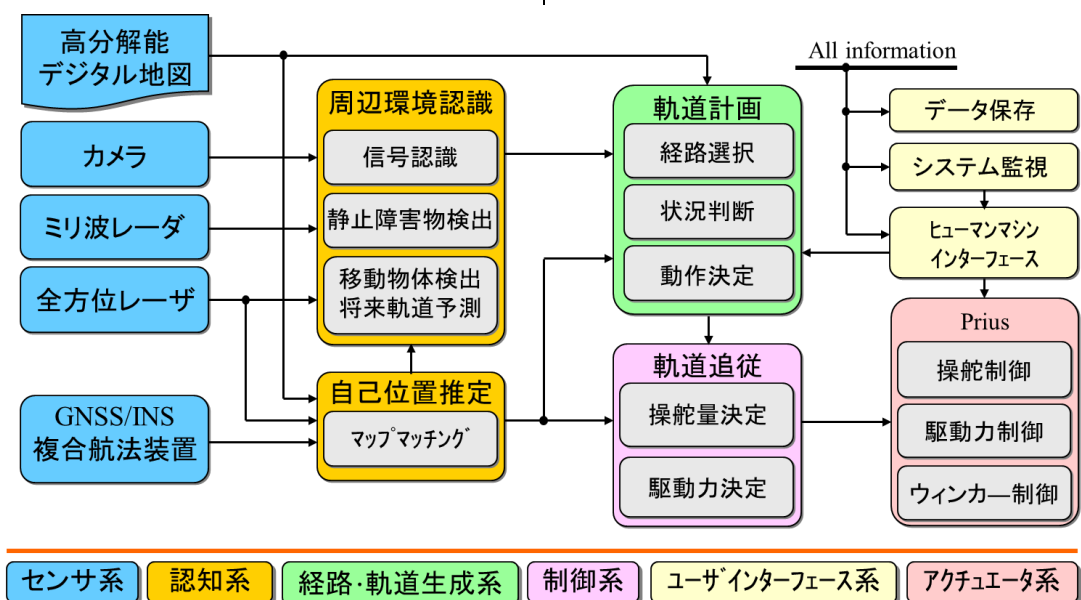 高分解能
デジタル地図
カメラ
ミリ波レーダ
全方位レーザ
GNSS/INS
複合航法装置
周辺環境認識
信号認識
静止障害物検出
移動物体検出
将来軌道予測
自己位置推定
マップマッチング
軌道計画
経路選択
状況判断
動作決定
軌道追従
操舵量決定
駆動力決定
All information
データ保存
システム監視
ヒューマンマシン
インターフェース
Prius
操舵制御
駆動力制御
ウィンカ―制御
センサ系
認知系
経路・軌道生成系
制御系
ユーザインターフェース系
アクチュエータ系